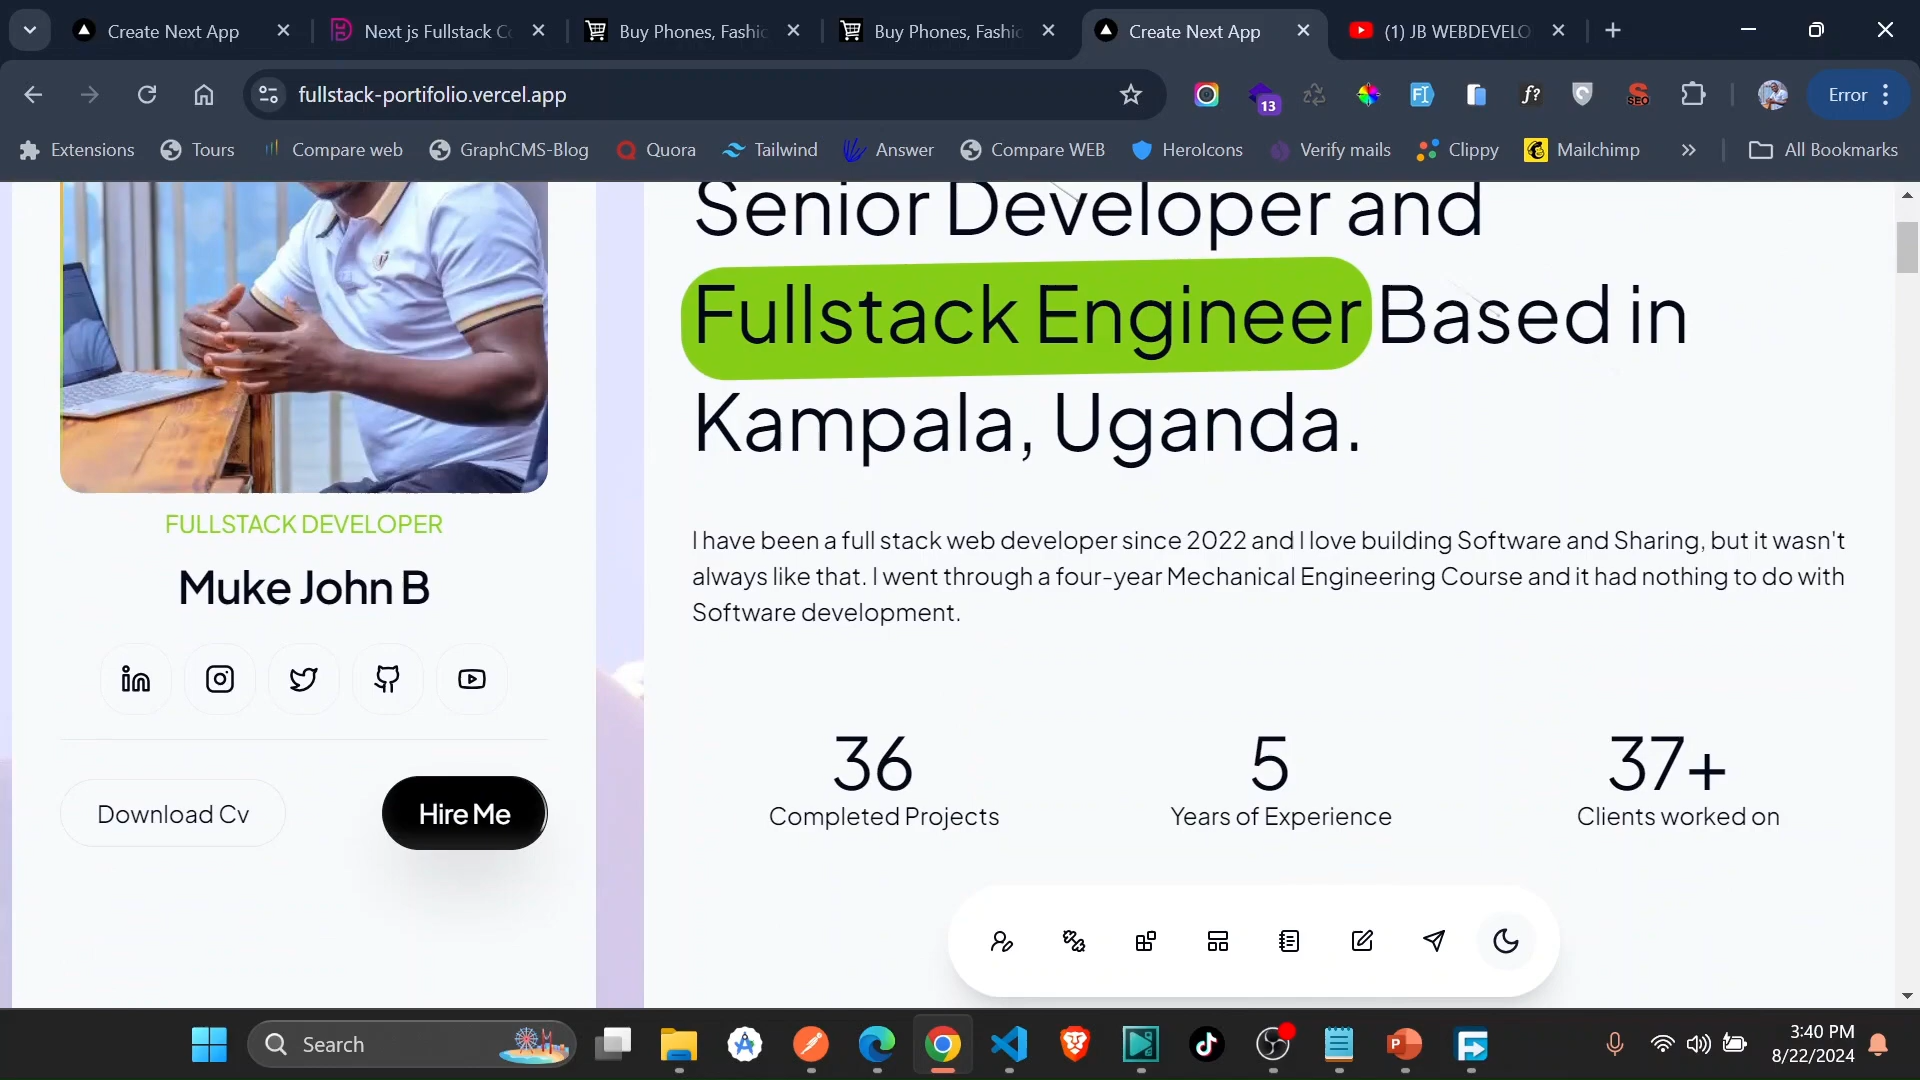 Create Next App
Next js Fullstack Co
Buy Phones, Fashic
Buy Phones, Fashic
Create Next App
(1) JB WEBDEVELO
fullstack-portifolio.vercel.app
13
FI
f?
SEO
Error
Extensions
Tours
Compare web
GraphCMS-Blog
Quora
Tailwind
Answer
Compare WEB
HeroIcons
Verify mails
Clippy
Mailchimp
All Bookmarks
Senior Developer and
Fullstack Engineer Based in
Kampala, Uganda.
I have been a full stack web developer since 2022 and I love building Software and Sharing, but it wasn't
always like that. I went through a four-year Mechanical Engineering Course and it had nothing to do with
Software development.
FULLSTACK DEVELOPER
Muke John B
Download Cv
Hire Me
36
Completed Projects
5
Years of Experience
37+
Clients worked on
Search
3:40 PM
8/22/2024